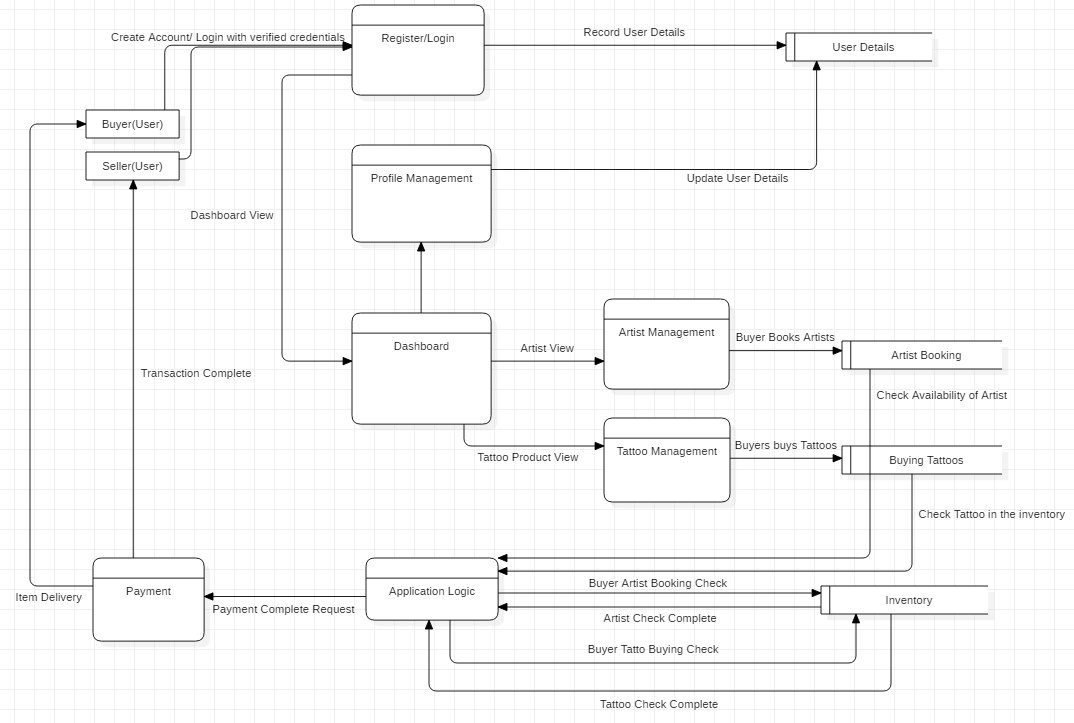 Create Account/ Login with verified credentials
Register/Login
Record User Details
User Details
Buyer(User)
Seller(User)
Profile Management
Update User Details
Dashboard View
Dashboard
Artist View
Artist Management
Buyer Books Artists
Artist Booking
Transaction Complete
Check Availability of Artist
Tattoo Product View
Tattoo Management
Buyers buys Tattoos
Buying Tattoos
Check Tattoo in the inventory
Item Delivery
Payment
Payment Complete Request
Application Logic
Buyer Artist Booking Check
Inventory
Artist Check Complete
Buyer Tatto Buying Check
Tattoo Check Complete